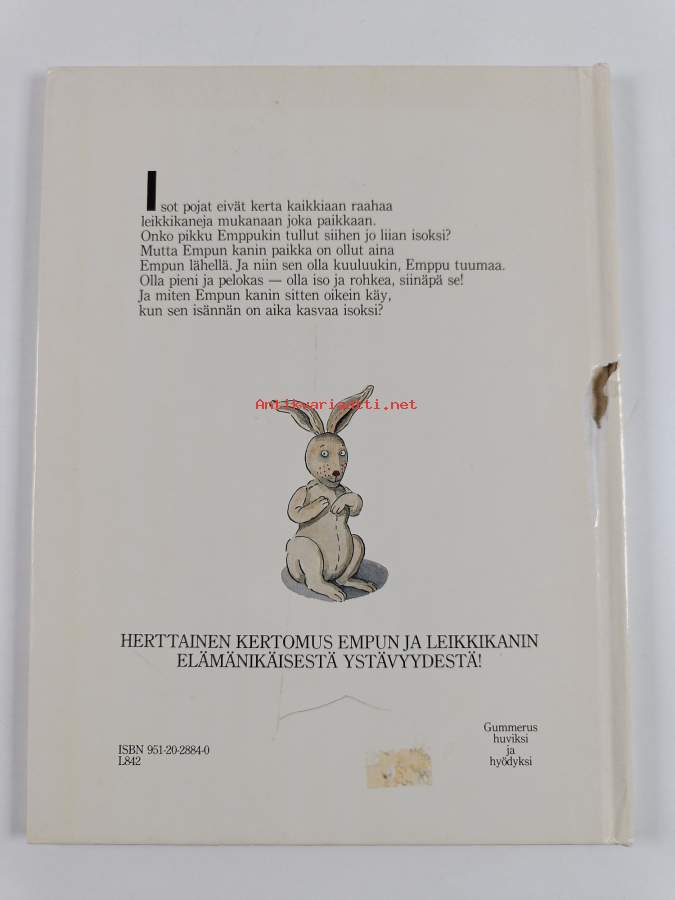 Isot pojat eivät kerta kaikkiaan raahaa
leikkikaneja mukanaan joka paikkaan.
Onko pikku Emppukin tullut siihen jo liian isoksi?
Mutta Empun kanin paikka on ollut aina
Empun lähellä. Ja niin sen olla kuuluukin, Emppu tuumaa.
Olla pieni ja pelokas — olla iso ja rohkea, siinäpä se!
Ja miten Empun kanin sitten oikein käy,
kun sen isännän on aika kasvaa isoksi?
Antikvariaatti.net
HERTTAINEN KERTOMUS EMPUN JA LEIKKIKANIN
ELÄMÄNIKÄISESTÄ YSTÄVYYDESTÄ!
ISBN 951-20-2884-0
L842
Gummerus
huviksi
ja
hyödyksi